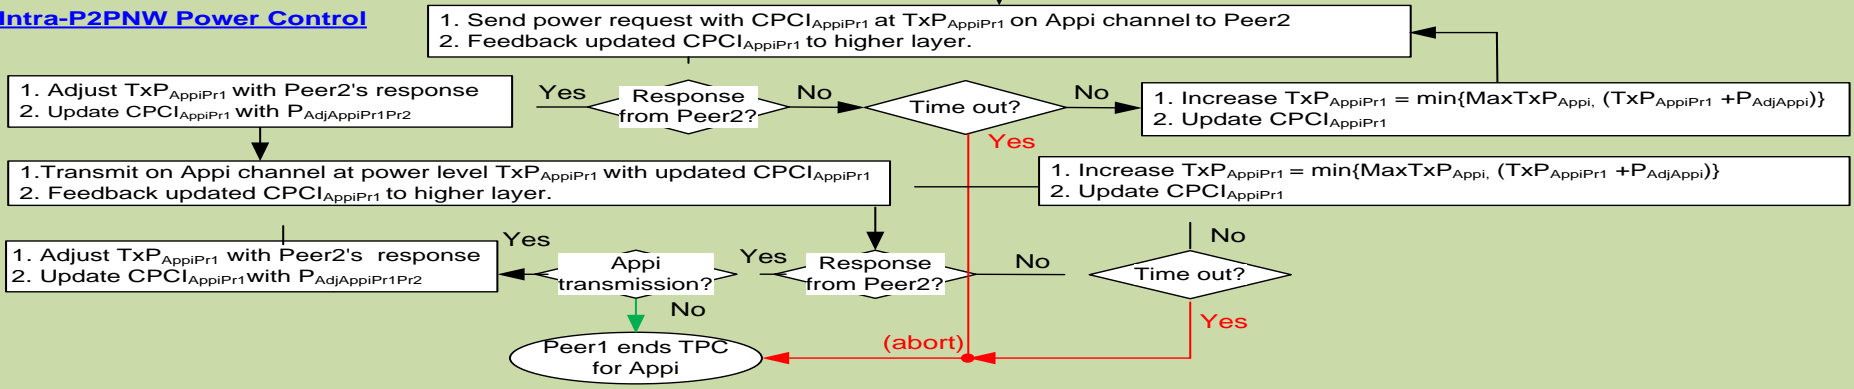 Intra-P2PNW Power Control
1. Send power request with CPCIAppiPr1 at TxPAppiPr1 on Appi channel to Peer2
2. Feedback updated CPCIAppiPr1 to higher layer.
1. Adjust TxPAppiPr1 with Peer2's response
2. Update CPCIAppiPr1 with PAdjAppiPr1Pr2
Yes
Response
from Peer2?
No
Time out?
No
1. Increase TxPAppiPr1 = min{MaxTxPAppi, (TxPAppiPr1 +PAdjAppi)}
2. Update CPCIAppiPr1
Yes
1.Transmit on Appi channel at power level TxPAppiPr1 with updated CPCIAppiPr1
2. Feedback updated CPCIAppiPr1 to higher layer.
1. Increase TxPAppiPr1 = min{MaxTxPAppi, (TxPAppiPr1 +PAdjAppi)}
2. Update CPCIAppiPr1
1. Adjust TxPAppiPr1 with Peer2's response
2. Update CPCIAppiPr1 with PAdjAppiPr1Pr2
Yes
Appi
transmission?
Yes
Response
from Peer2?
No
Time out?
No
No
Yes
(abort)
Peer1 ends TPC
for Appi